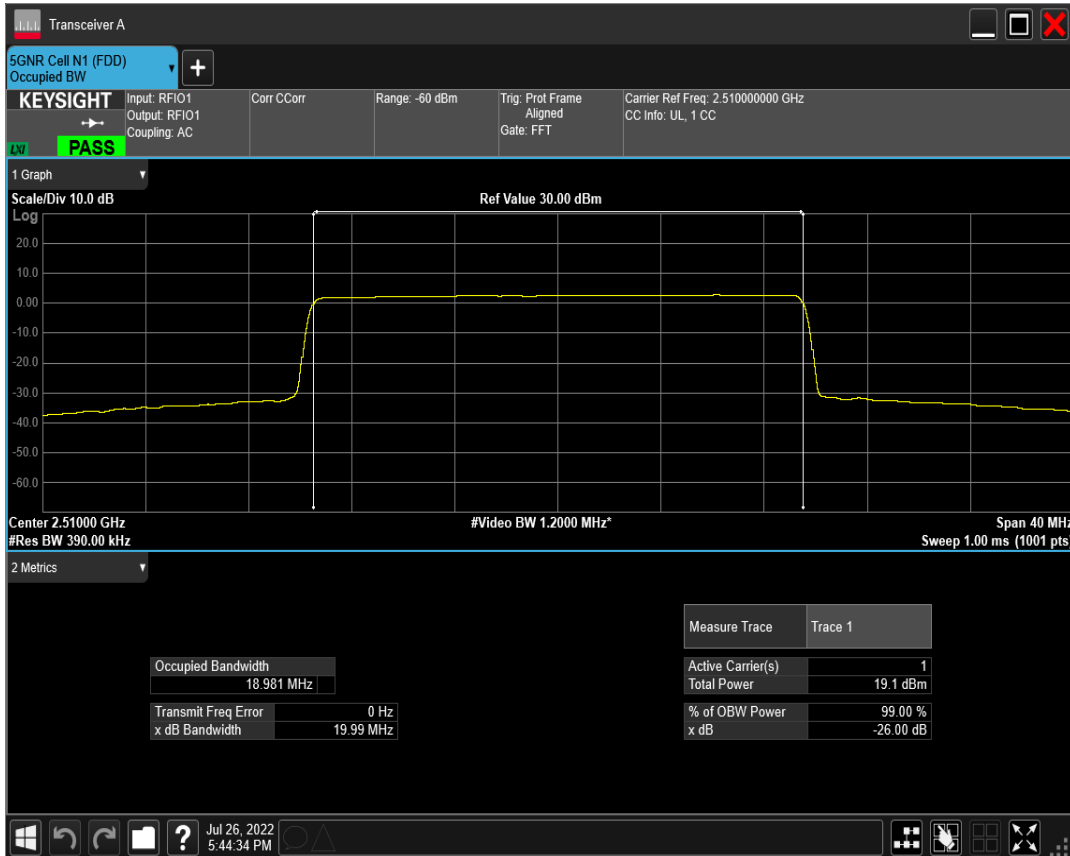 Transceiver A
5GNR Cell N1 (FDD)
Occupied BW
+
KEYSIGHT
LXI
PASS
Input: RFIO1
Output: RFIO1
Coupling: AC
Corr CCorr
Range: -60 dBm
Trig: Prot Frame
Aligned
Gate: FFT
Carrier Ref Freq: 2.510000000 GHz
CC Info: UL, 1 CC
1 Graph
Scale/Div 10.0 dB
Ref Value 30.00 dBm
Log
20.0
10.0
0.00
-10.0
-20.0
-30.0
-40.0
-50.0
-60.0
Center 2.51000 GHz
#Video BW 1.2000 MHz*
Span 40 MHz
#Res BW 390.00 kHz
Sweep 1.00 ms (1001 pts)
2 Metrics
Measure Trace Trace 1
Occupied Bandwidth
18.981 MHz
Active Carrier(s) 1
Total Power 19.1 dBm
Transmit Freq Error 0 Hz
x dB Bandwidth 19.99 MHz
% of OBW Power 99.00 %
x dB -26.00 dB
?
Jul 26, 2022
5:44:34 PM